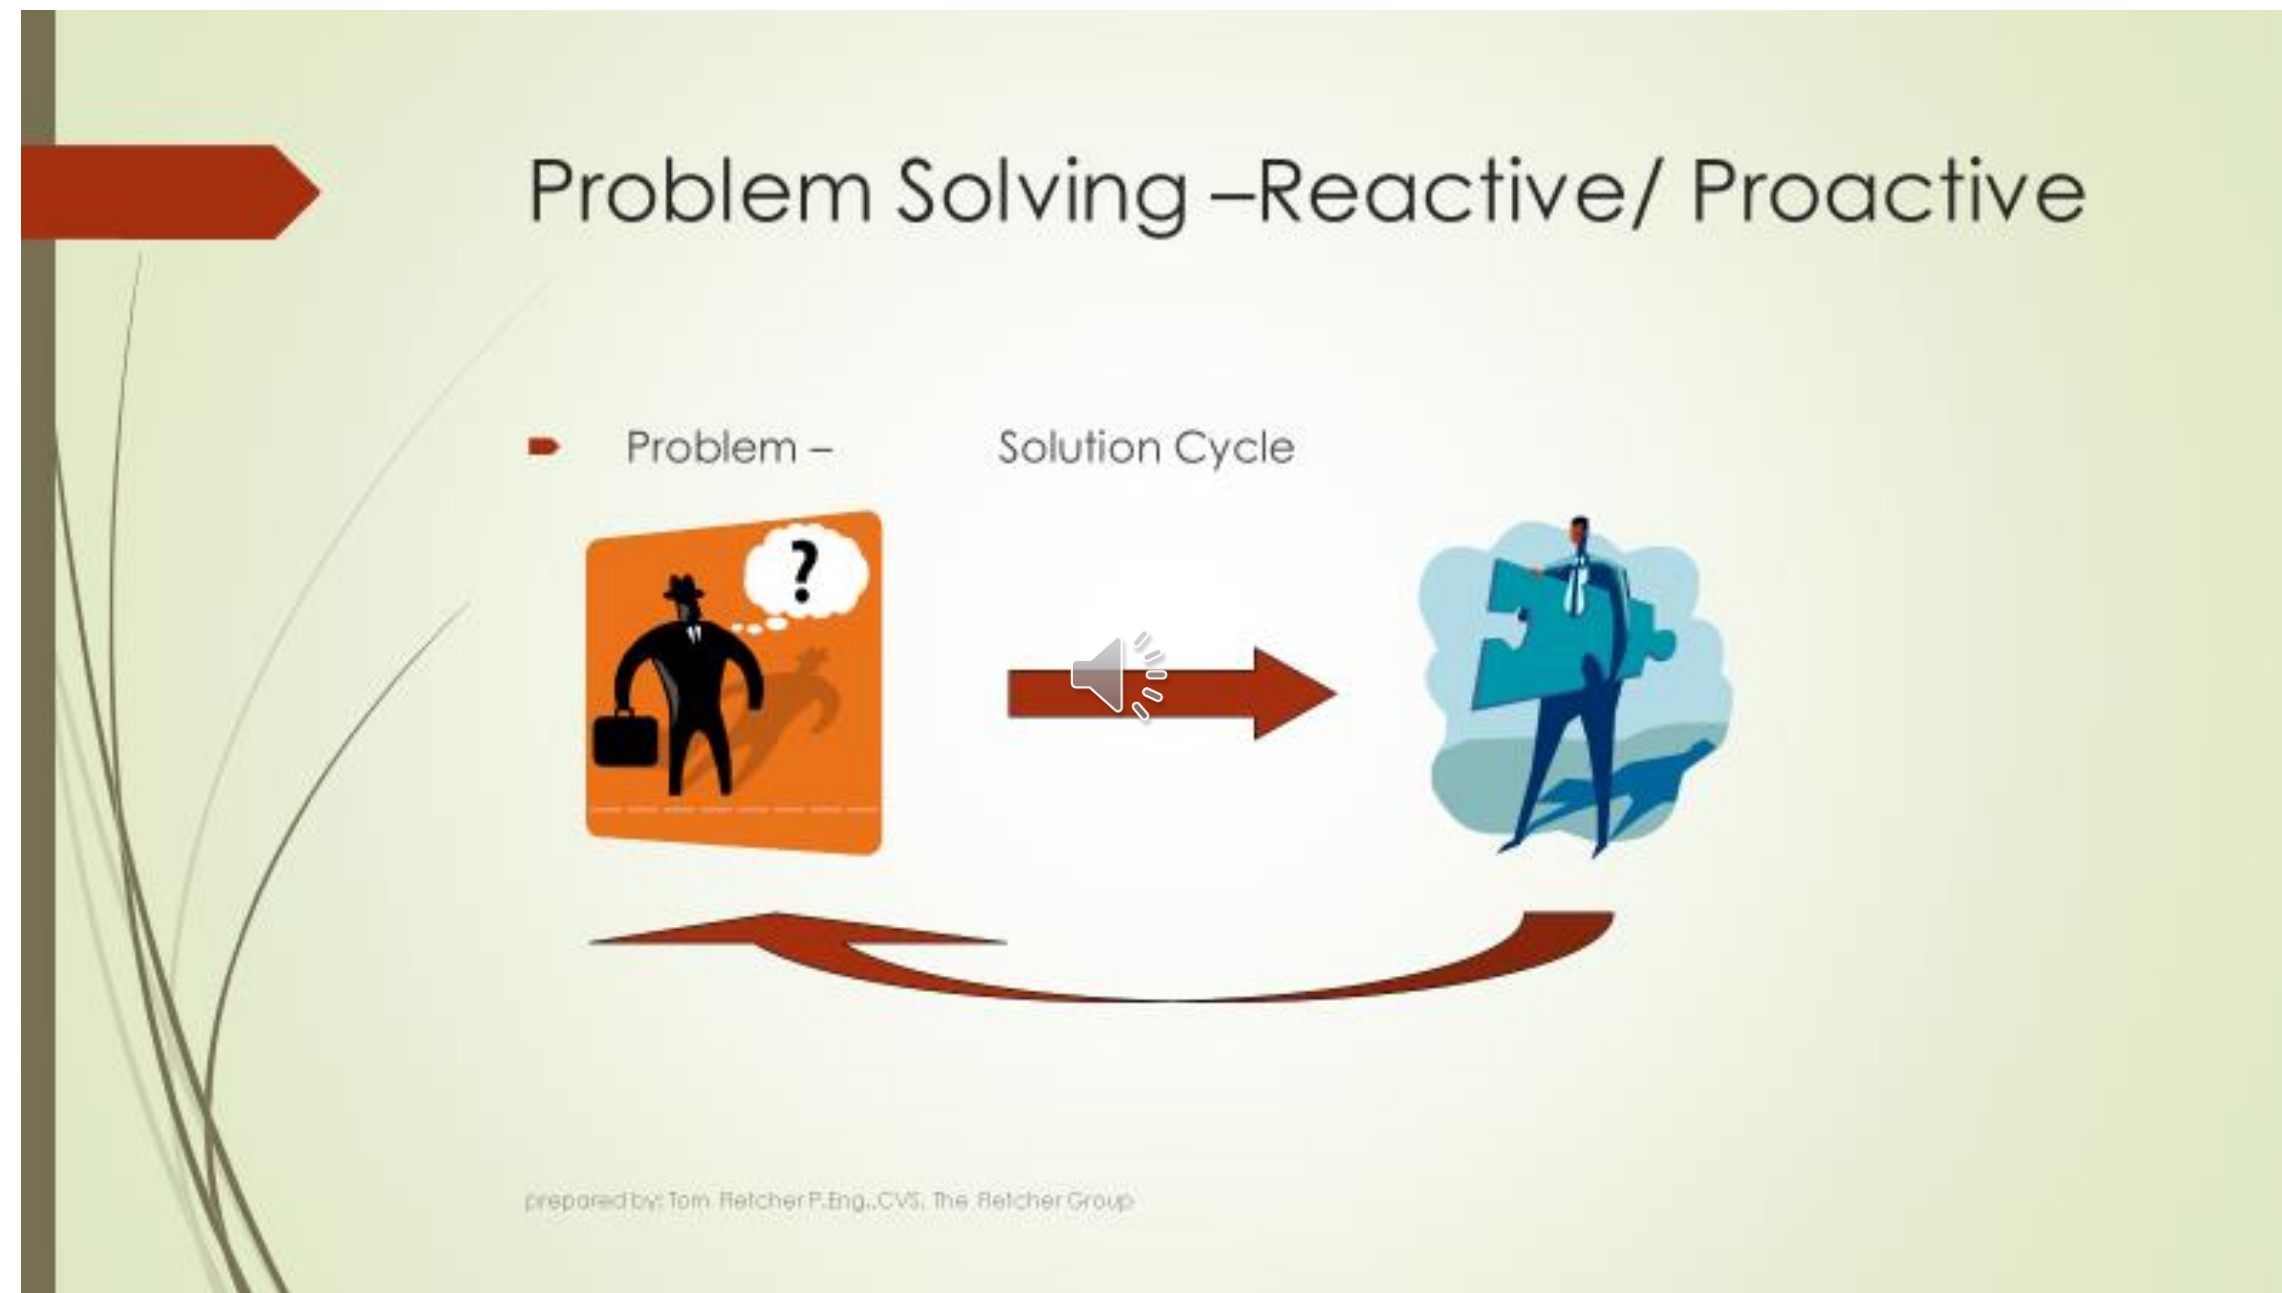 Problem Solving –Reactive/ Proactive
Problem – Solution Cycle
?
prepared by: Tom Fletcher P.Eng.,CVS, The Fletcher Group